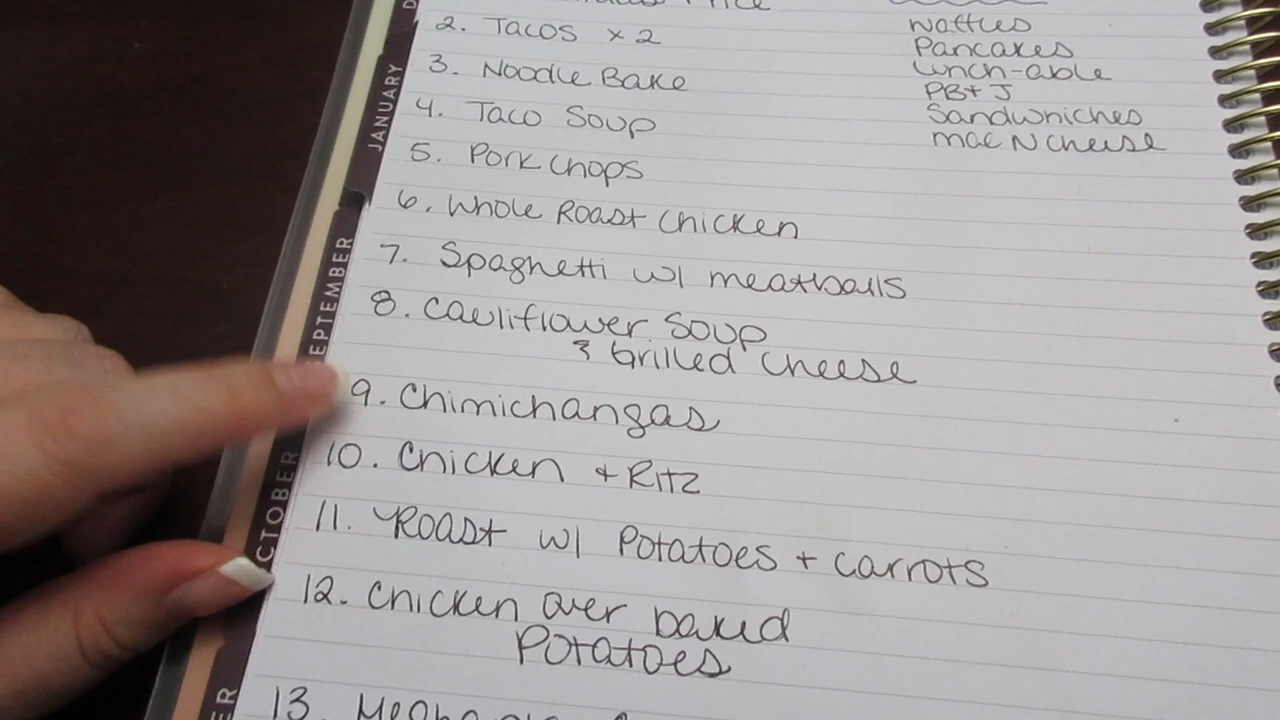 2. Tacos x 2
3. Noodle Bake
4. Taco Soup
5. Pork Chops
6. Whole Roast Chicken
7. Spaghetti w/ meatballs
8. Cauliflower Soup
& Grilled Cheese
9. Chimichangas
10. Chicken + Ritz
11. Roast w/ Potatoes + carrots
12. Chicken over baked
Potatoes
13.
Waffles
Pancakes
Lunch-able
PB+J
Sandwniches
Mac N Cheese
JANUARY
SEPTEMBER
OCTOBER